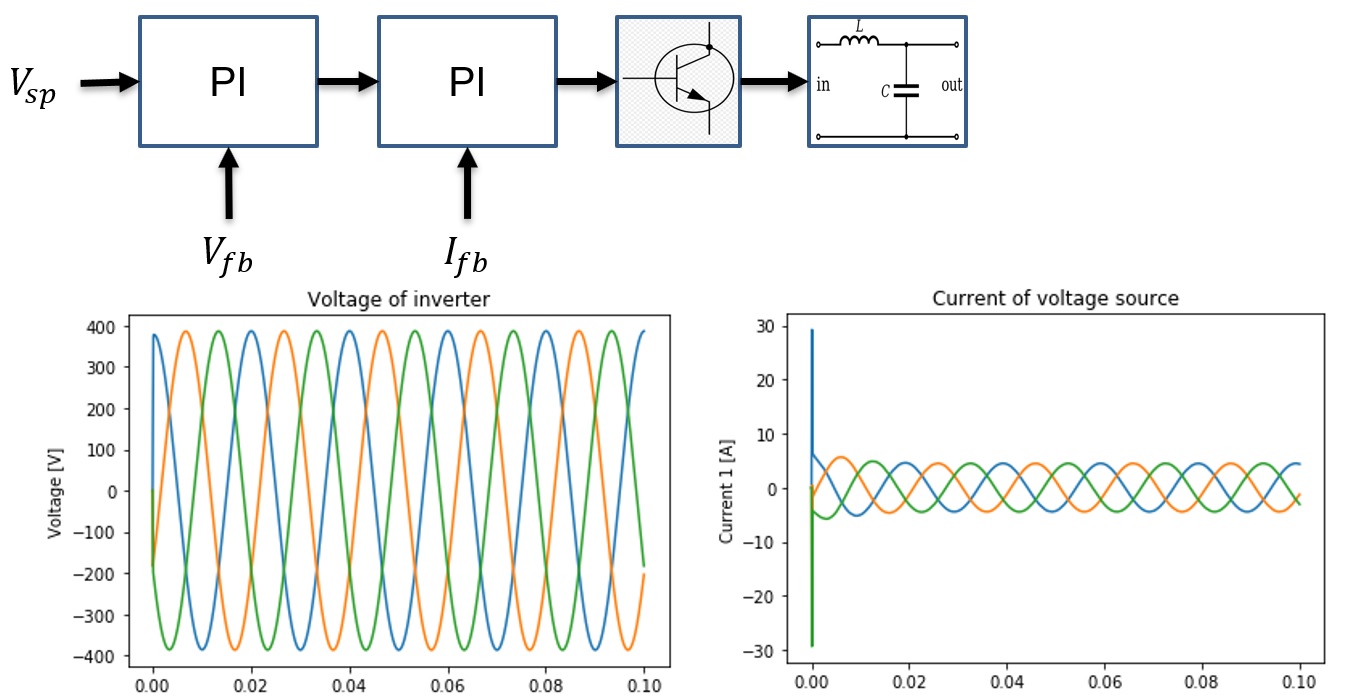 V_sp
PI
PI
L
in
C
out
V_fb
I_fb
Voltage of inverter
Voltage [V]
400
300
200
100
0
−100
−200
−300
−400
0.00 0.02 0.04 0.06 0.08 0.10
Current of voltage source
Current 1 [A]
30
20
10
0
−10
−20
−30
0.00 0.02 0.04 0.06 0.08 0.10